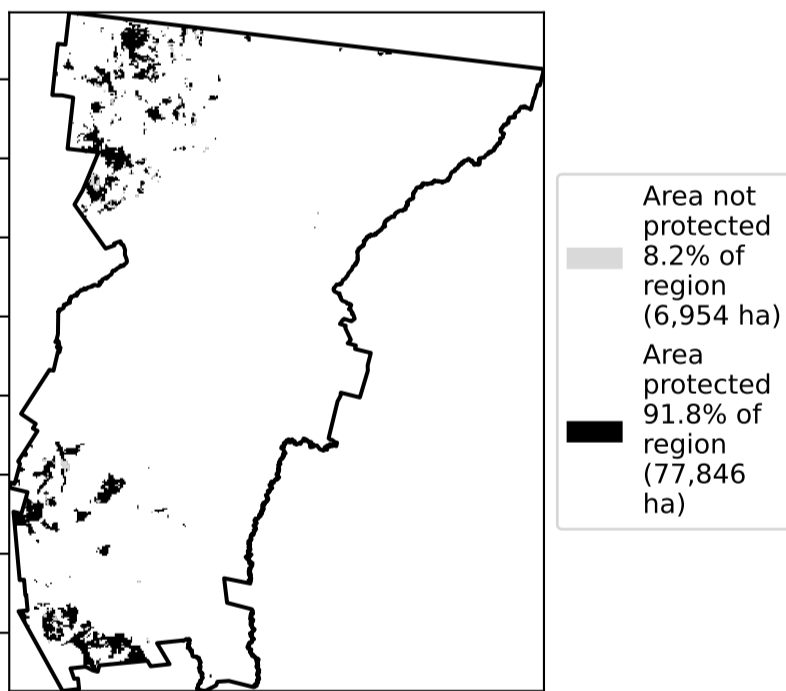 Area not
protected
8.2% of
region
(6,954 ha)
Area
protected
91.8% of
region
(77,846
ha)